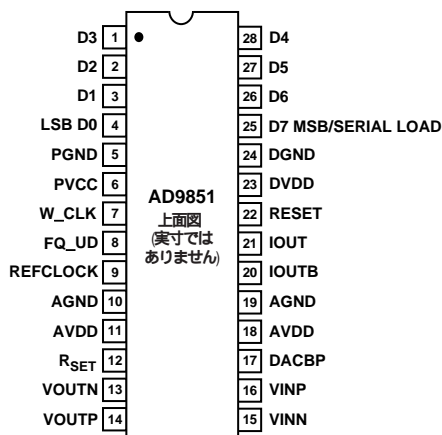 D3 1 28 D4
D2 2 27 D5
D1 3 26 D6
LSB D0 4 25 D7 MSB/SERIAL LOAD
PGND 5 24 DGND
PVCC 6 23 DVDD
W_CLK 7 22 RESET
FQ_UD 8 21 IOUT
REFCLOCK 9 20 IOUTB
AGND 10 19 AGND
AVDD 11 18 AVDD
RSET 12 17 DACBP
VOUTN 13 16 VINP
VOUTP 14 15 VINN
AD9851
上面図
(実寸では
ありません)